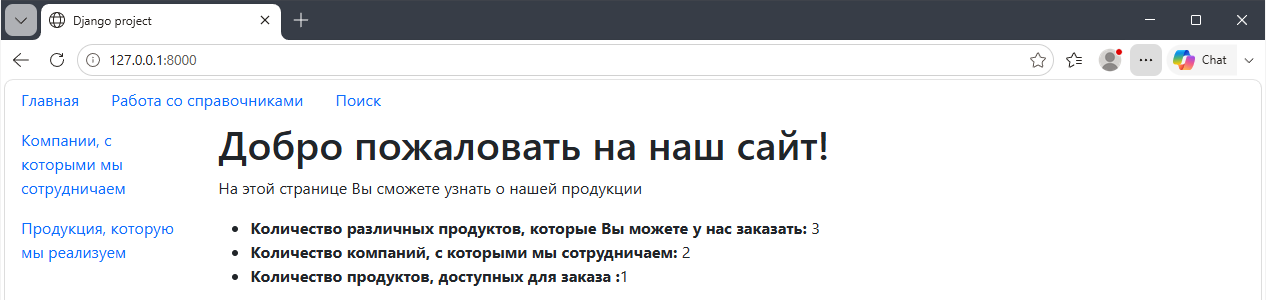 Django project
127.0.0.1:8000
Chat
Главная Работа со справочниками Поиск
Компании, с
которыми мы
сотрудничаем
Продукция, которую
мы реализуем
Добро пожаловать на наш сайт!
На этой странице Вы сможете узнать о нашей продукции
Количество различных продуктов, которые Вы можете у нас заказать: 3
Количество компаний, с которыми мы сотрудничаем: 2
Количество продуктов, доступных для заказа :1